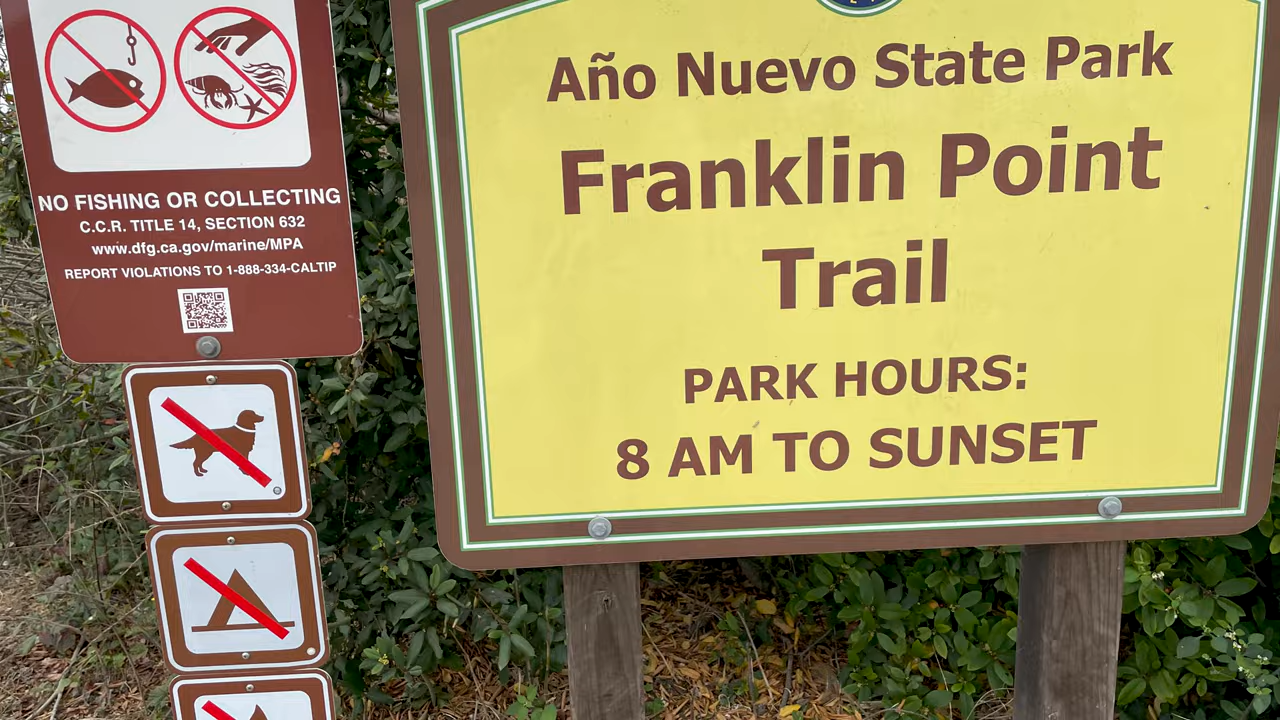 NO FISHING OR COLLECTING
C.C.R. TITLE 14, SECTION 632
www.dfg.ca.gov/marine/MPA
REPORT VIOLATIONS TO 1-888-334-CALTIP
Año Nuevo State Park
Franklin Point
Trail
PARK HOURS:
8 AM TO SUNSET